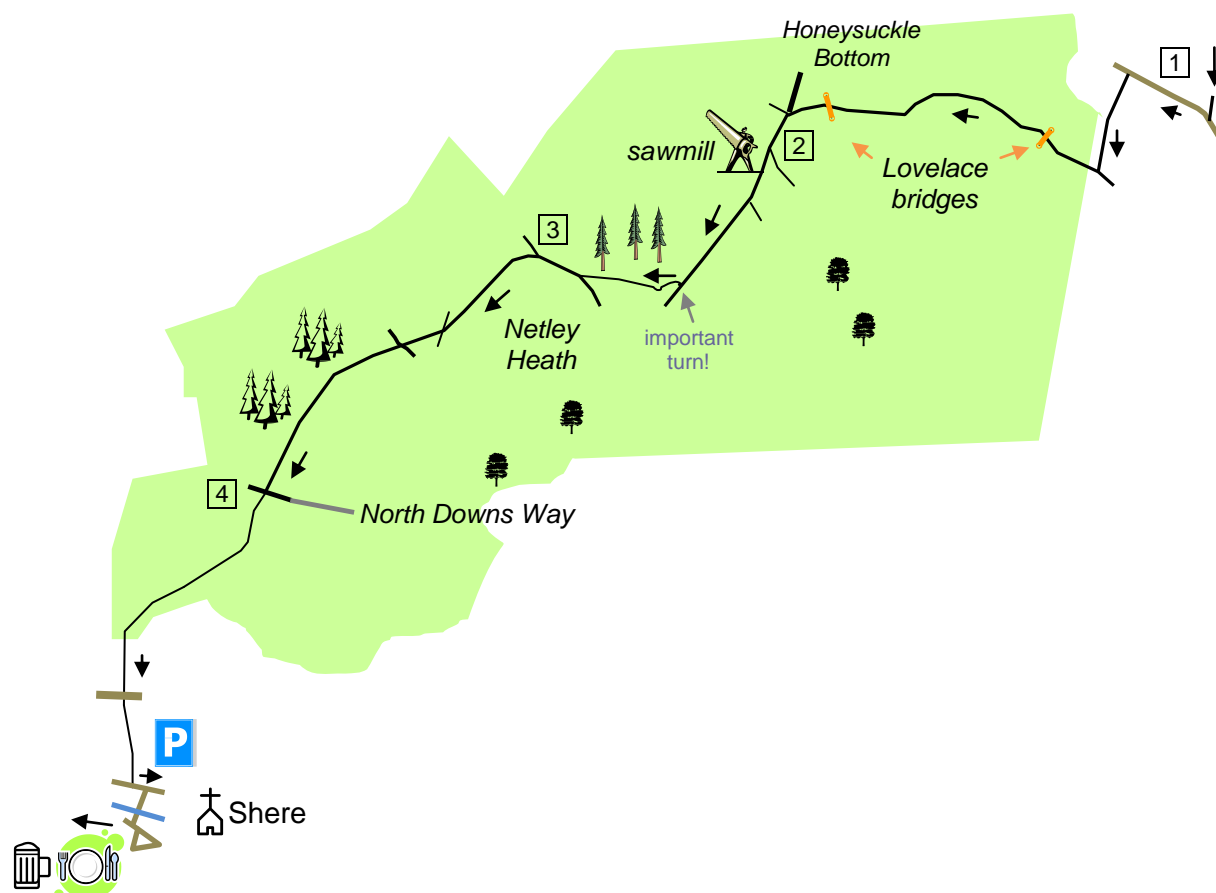 Honeysuckle
Bottom
1
sawmill
2
Lovelace
bridges
3
Netley
Heath
important
turn!
4
North Downs Way
P
Shere